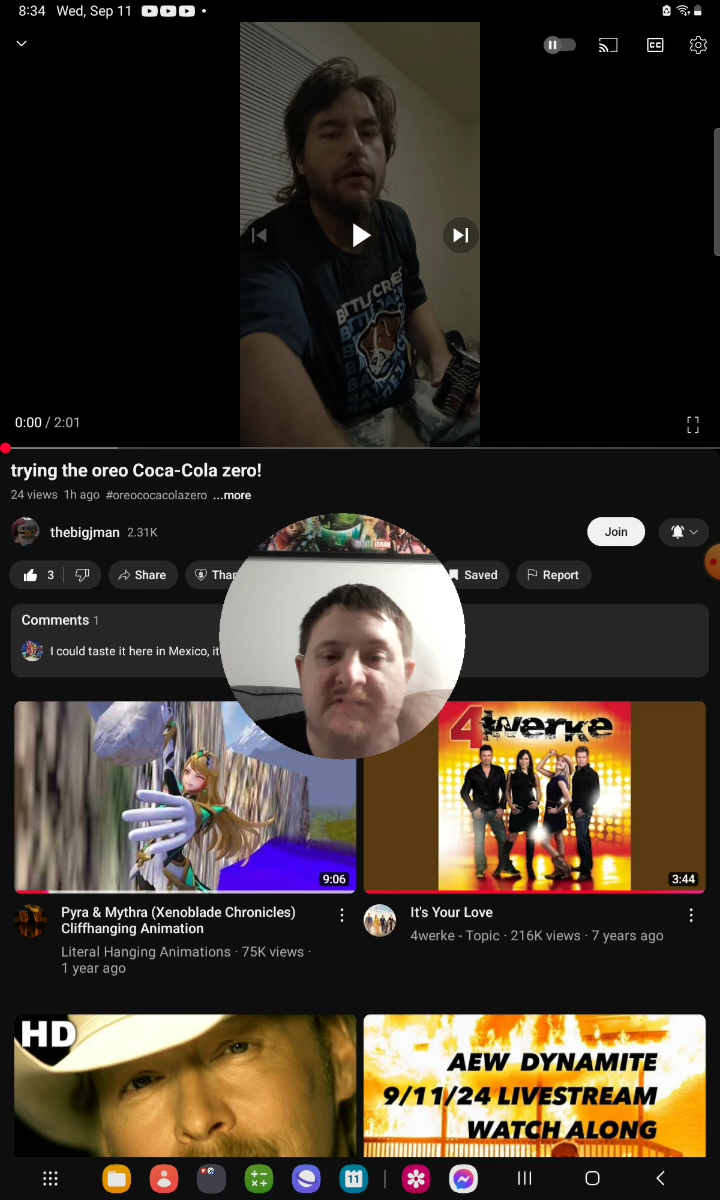 8:34 Wed, Sep 11
CC
0:00 / 2:01
trying the oreo Coca-Cola zero!
24 views 1h ago #oreococacolazero ...more
thebigjman 2.31K
Join
3
Share
Than
Saved
Report
Comments 1
I could taste it here in Mexico, it
4werke
9:06
3:44
Pyra & Mythra (Xenoblade Chronicles)
Cliffhanging Animation
Literal Hanging Animations · 75K views ·
1 year ago
It's Your Love
4werke - Topic · 216K views · 7 years ago
HD
AEW DYNAMITE
9/11/24 LIVESTREAM
WATCH ALONG
11